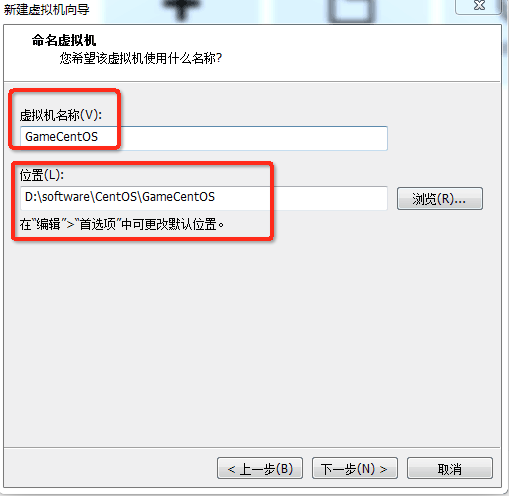 新建虚拟机向导
命名虚拟机
您希望该虚拟机使用什么名称?
虚拟机名称(V):
GameCentOS
位置(L):
D:\software\CentOS\GameCentOS
浏览(R)...
在“编辑”>“首选项”中可更改默认位置。
< 上一步(B) 下一步(N) > 取消